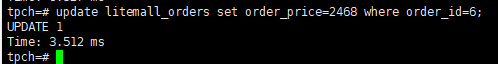 tpch=# update litemall_orders set order_price=2468 where order_id=6;
UPDATE 1
Time: 3.512 ms
tpch=#